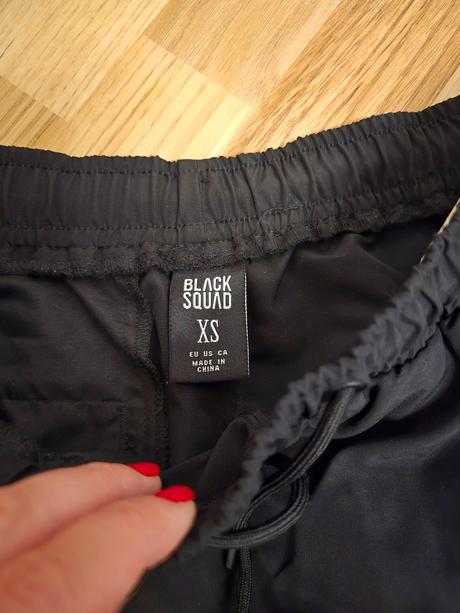 BLACK
SQUAD
XS
EU US CA
MADE IN
CHINA